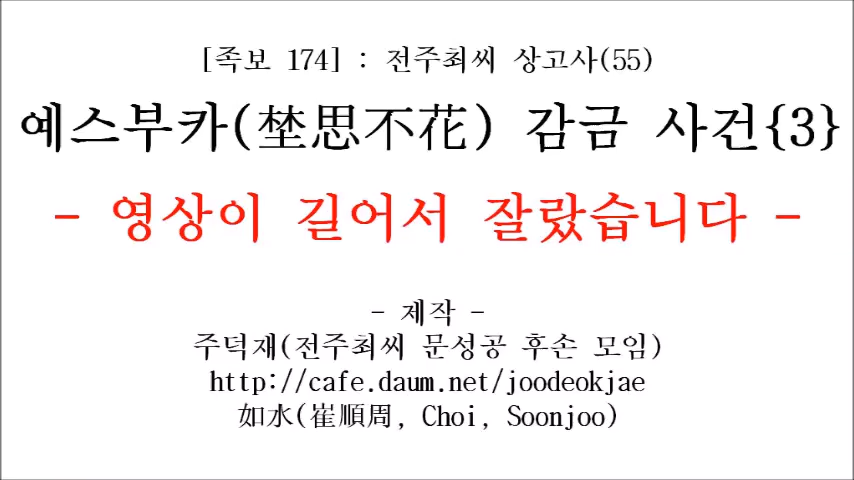 [족보 174] : 전주최씨 상고사(55)
예스부카(埜思不花) 감금 사건{3}
- 영상이 길어서 잘랐습니다 -
- 제작 -
주덕재(전주최씨 문성공 후손 모임)
http://cafe.daum.net/joodeokjae
如水(崔順周, Choi, Soonjoo)